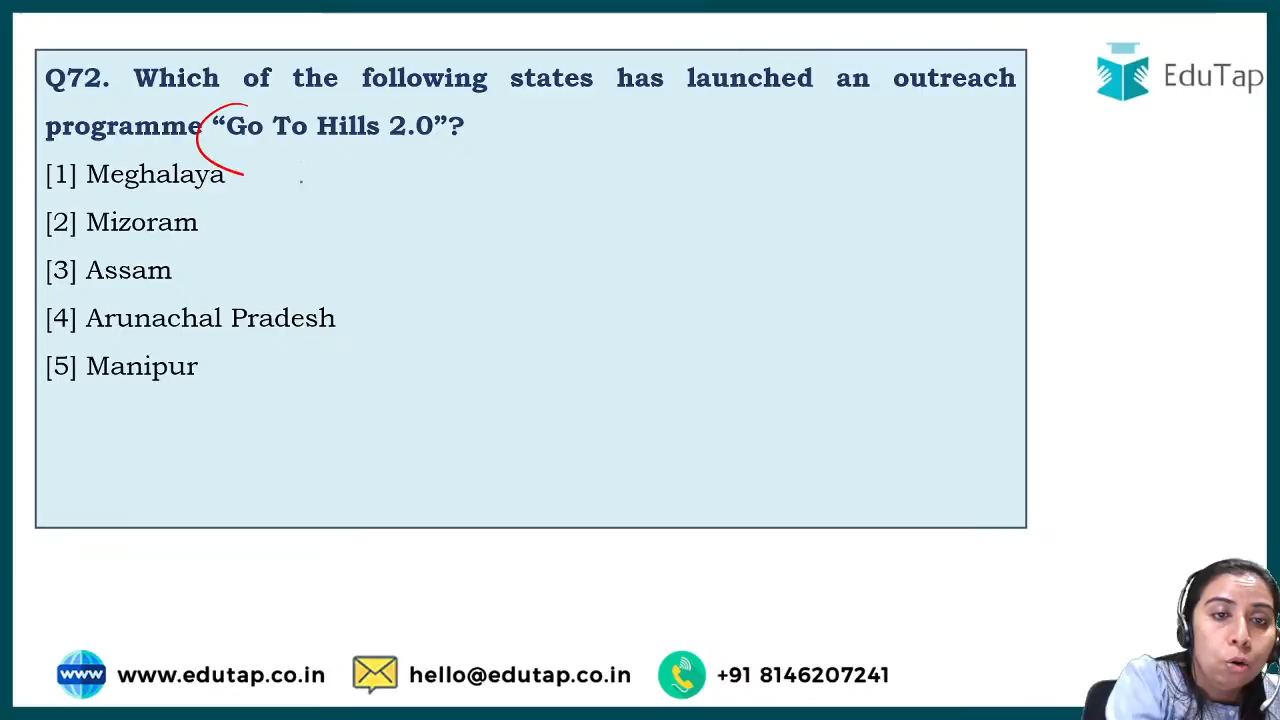 Q72. Which of the following states has launched an outreach
programme “Go To Hills 2.0”?
[1] Meghalaya
[2] Mizoram
[3] Assam
[4] Arunachal Pradesh
[5] Manipur
EduTap
www.edutap.co.in hello@edutap.co.in +91 8146207241